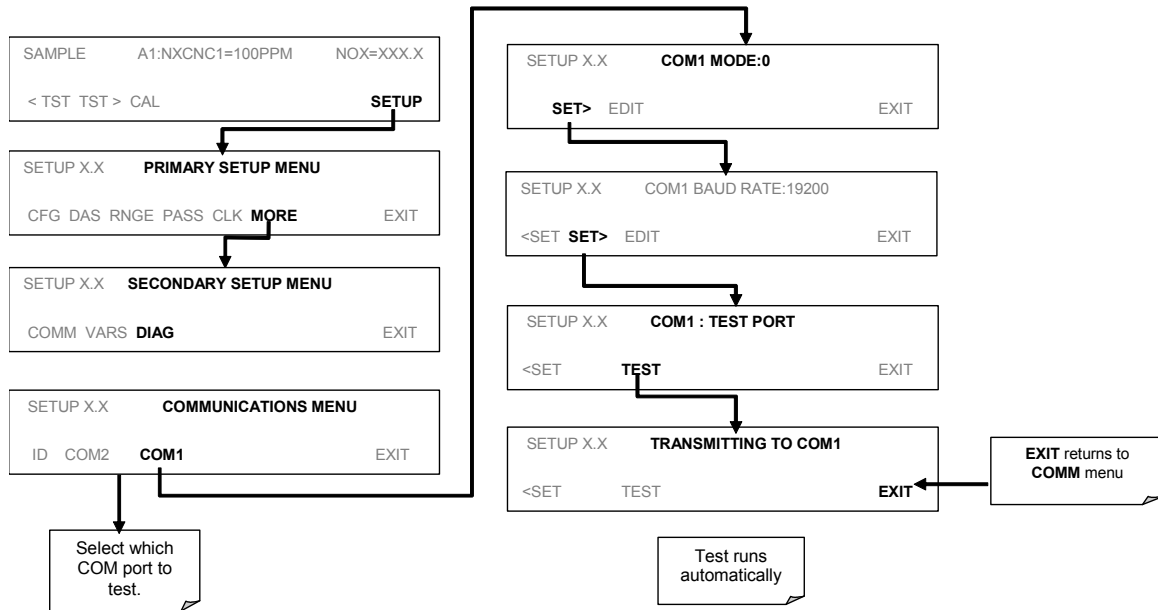 SAMPLE A1:NXCNC1=100PPM NOX=XXX.X
< TST TST > CAL SETUP
SETUP X.X PRIMARY SETUP MENU
CFG DAS RNGE PASS CLK MORE EXIT
SETUP X.X SECONDARY SETUP MENU
COMM VARS DIAG EXIT
SETUP X.X COMMUNICATIONS MENU
ID COM2 COM1 EXIT
Select which
COM port to
test.
SETUP X.X COM1 MODE:0
SET> EDIT EXIT
SETUP X.X COM1 BAUD RATE:19200
<SET SET> EDIT EXIT
SETUP X.X COM1 : TEST PORT
<SET TEST EXIT
SETUP X.X TRANSMITTING TO COM1
<SET TEST EXIT
EXIT returns to
COMM menu
Test runs
automatically